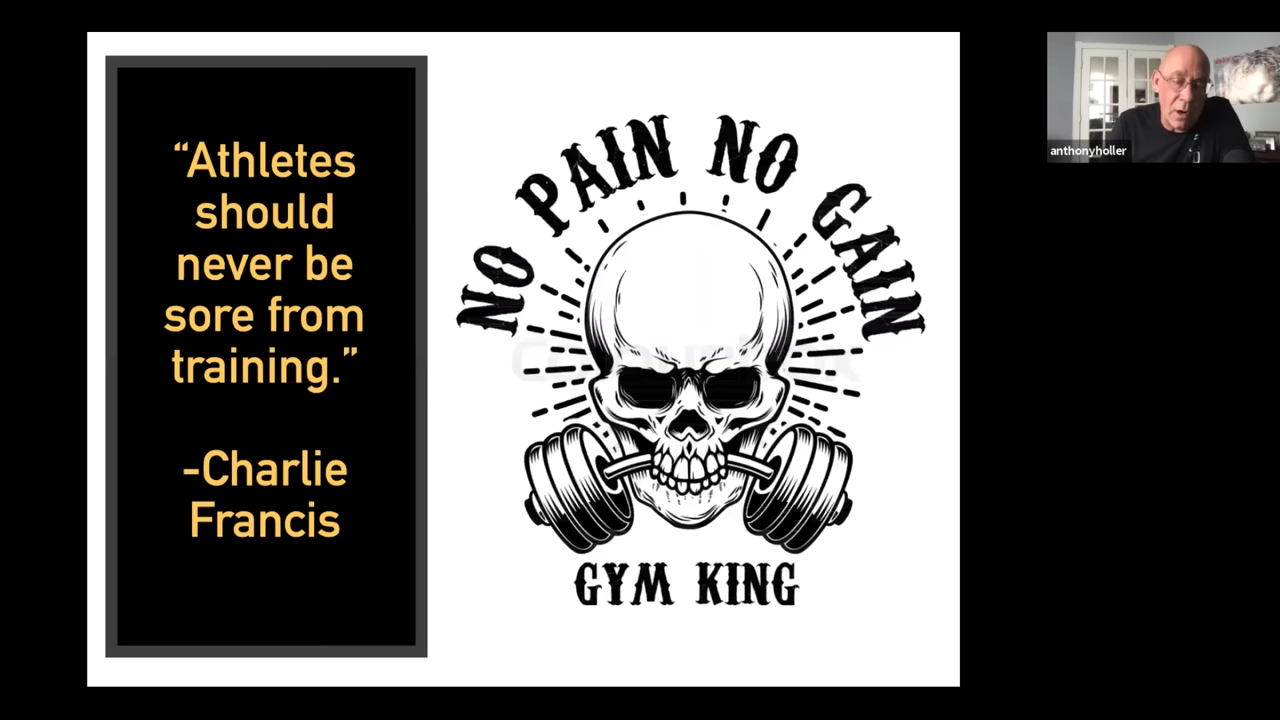 “Athletes
should
never be
sore from
training.”
-Charlie
Francis
NO PAIN NO GAIN
GYM KING
anthonyholler